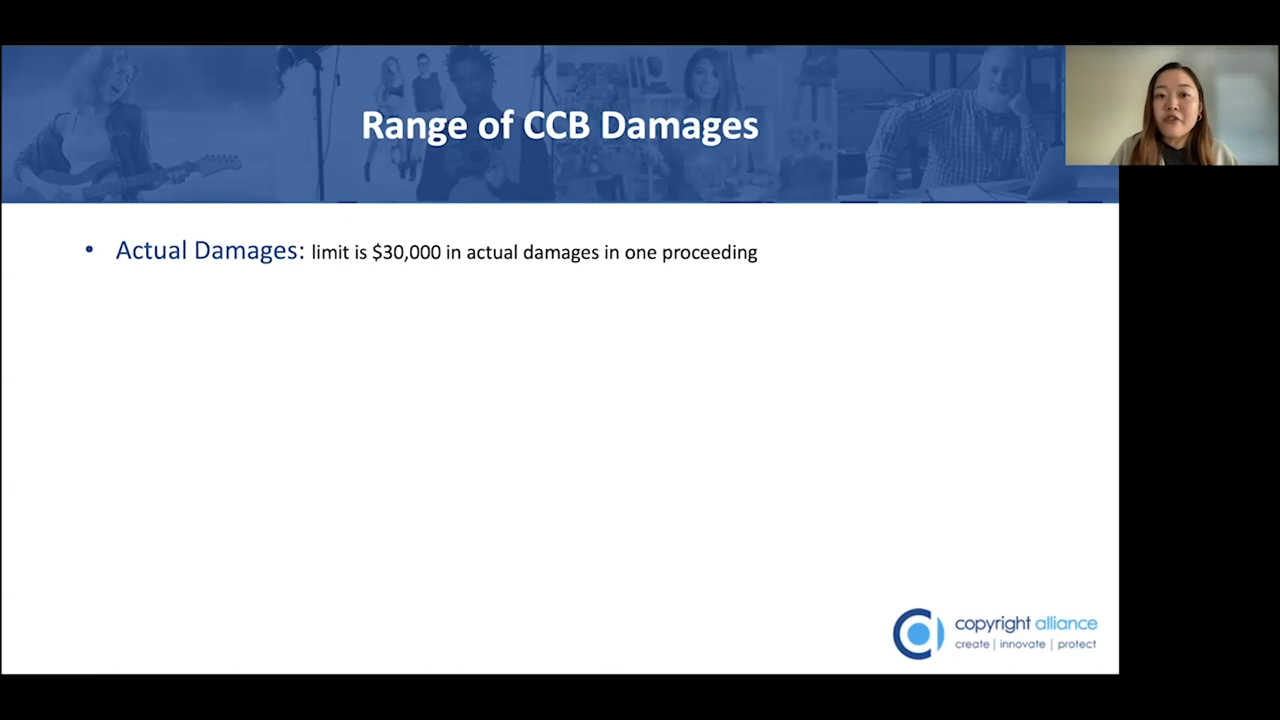 Range of CCB Damages
• Actual Damages: limit is $30,000 in actual damages in one proceeding
copyright alliance
create | innovate | protect